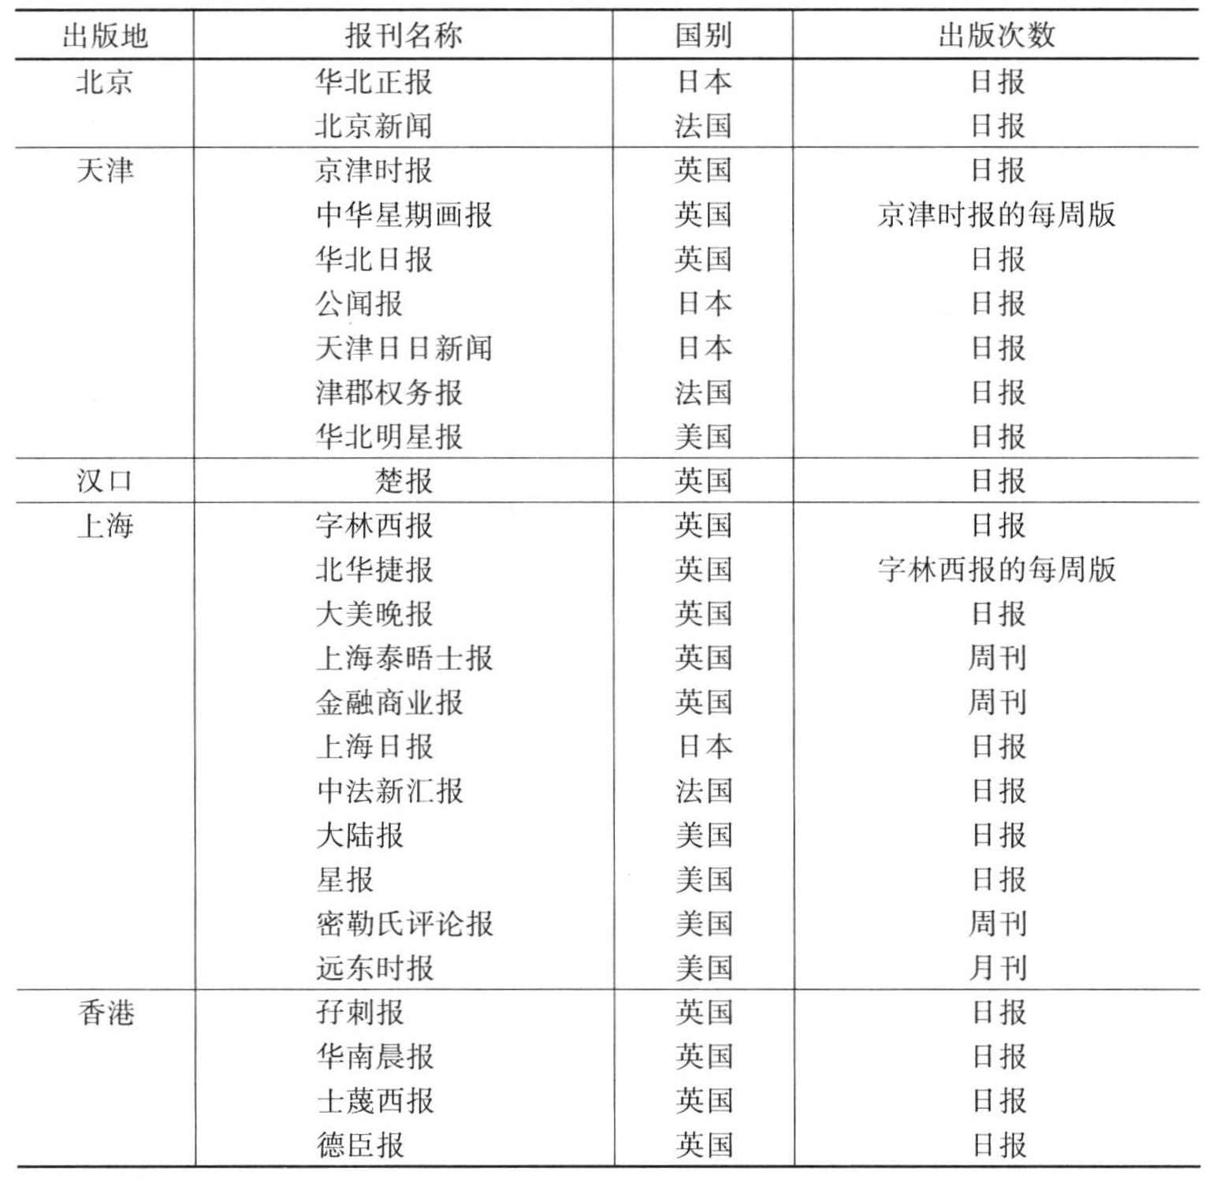 出版地 报刊名称 国别 出版次数
北京 华北正报 日本 日报
北京新闻 法国 日报
天津 京津时报 英国 日报
中华星期画报 英国 京津时报的每周版
华北日报 英国 日报
公闻报 日本 日报
天津日日新闻 日本 日报
津郡权务报 法国 日报
华北明星报 美国 日报
汉口 楚报 英国 日报
上海 字林西报 英国 日报
北华捷报 英国 字林西报的每周版
大美晚报 英国 日报
上海泰晤士报 英国 周刊
金融商业报 英国 周刊
上海日报 日本 日报
中法新汇报 法国 日报
大陆报 美国 日报
星报 美国 日报
密勒氏评论报 美国 周刊
远东时报 美国 月刊
香港 孖剌报 英国 日报
华南晨报 英国 日报
士蔑西报 英国 日报
德臣报 英国 日报